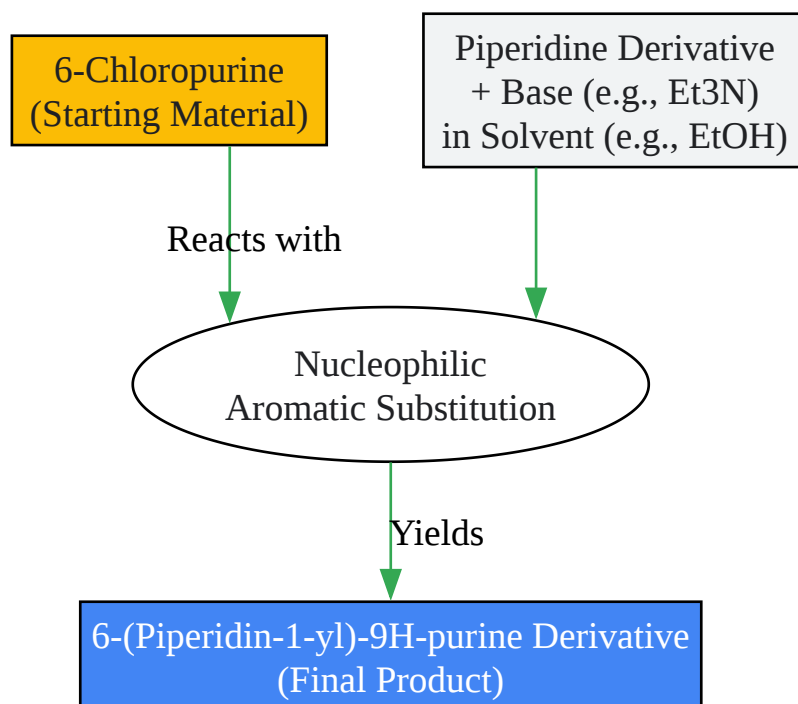 6-Chloropurine
(Starting Material)
Piperidine Derivative
+ Base (e.g., Et3N)
in Solvent (e.g., EtOH)
Reacts with
Nucleophilic
Aromatic Substitution
Yields
6-(Piperidin-1-yl)-9H-purine Derivative
(Final Product)